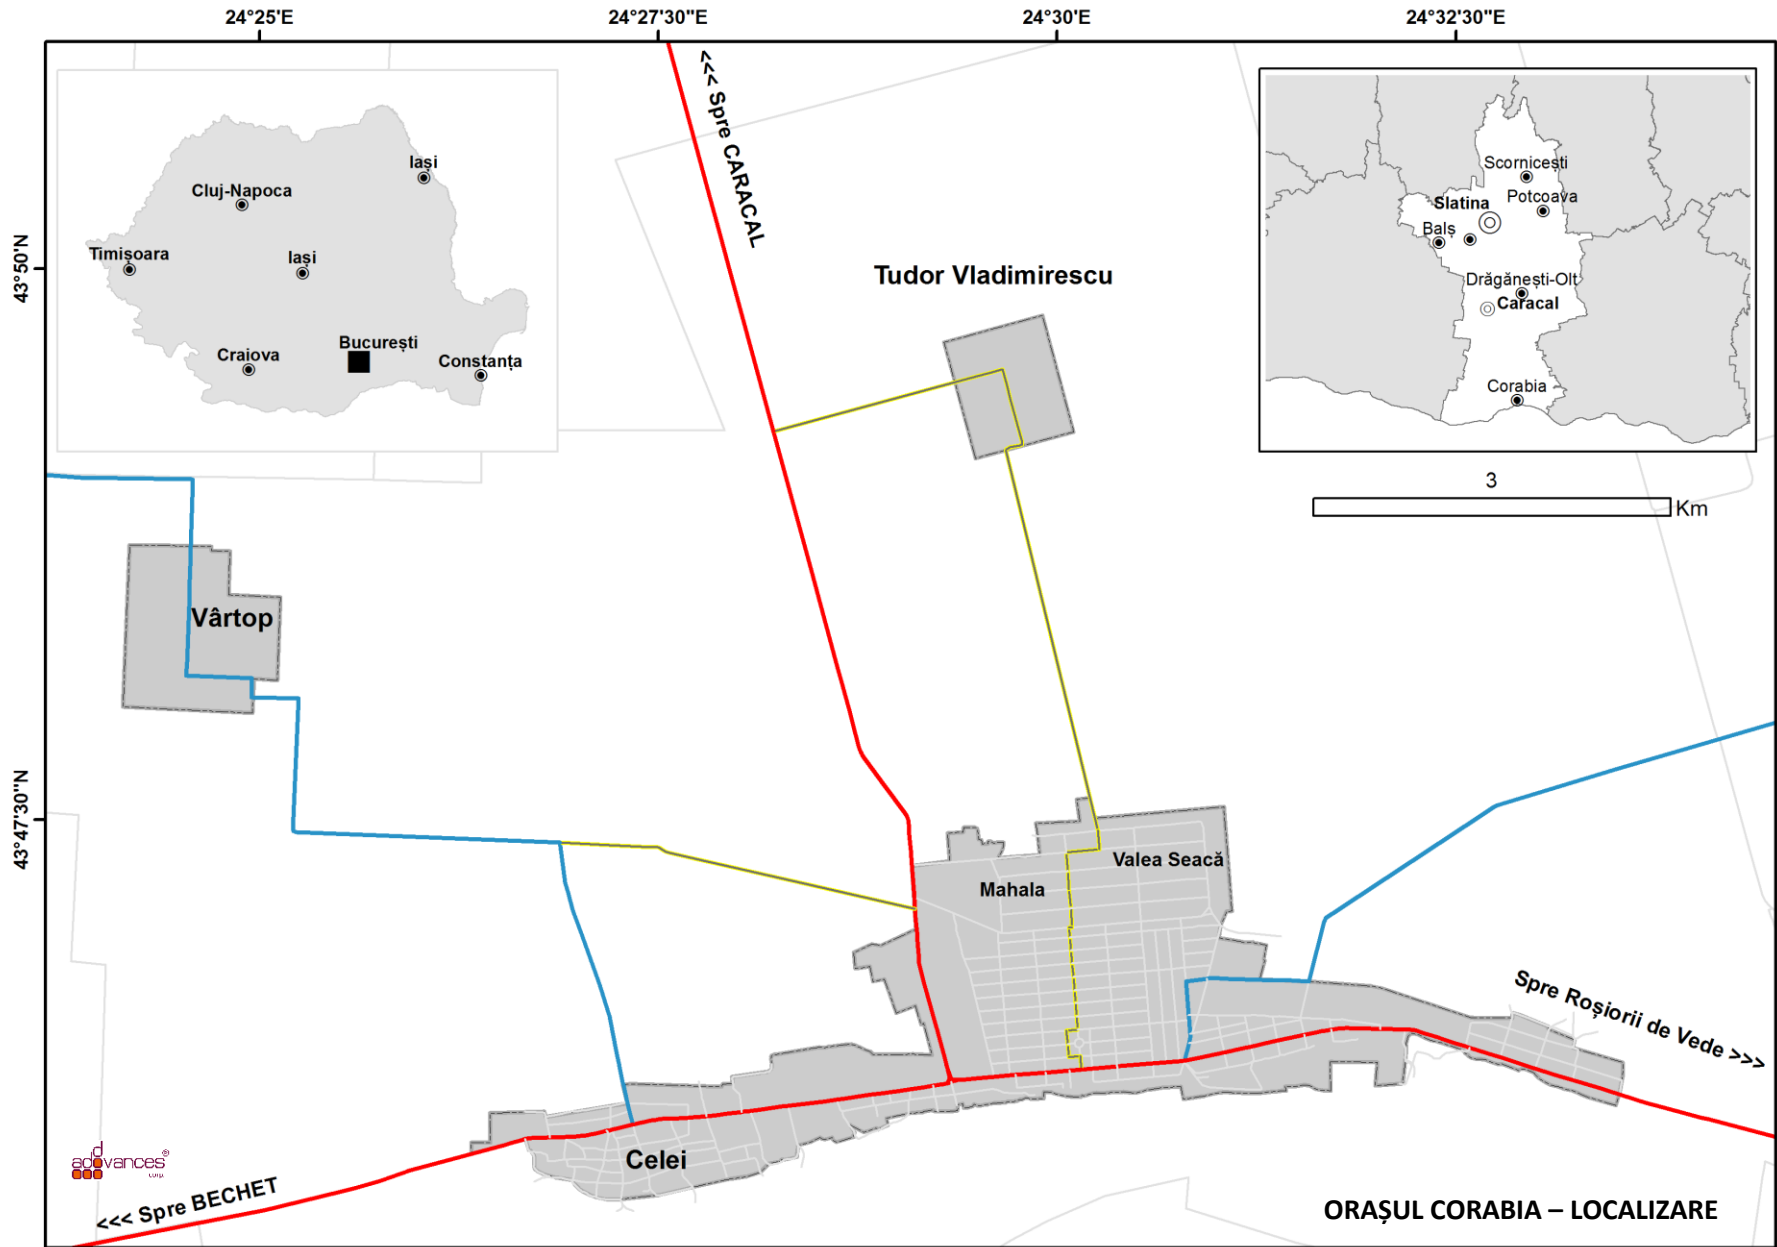 24°25'E
24°27'30"E
24°30'E
24°32'30"E
43°50'N
43°47'30"N
Iași
Cluj-Napoca
Timișoara
Iași
București
Craiova
Constanța
<<< Spre CARACAL
Scornicești
Potcoava
Slatina
Balș
Drăgănești-Olt
Caracal
Corabia
3
Km
Tudor Vladimirescu
Vârtop
Valea Seacă
Mahala
Spre Roșiorii de Vede >>>
Celei
<<< Spre BECHET
addvances®
corp.
ORAȘUL CORABIA – LOCALIZARE